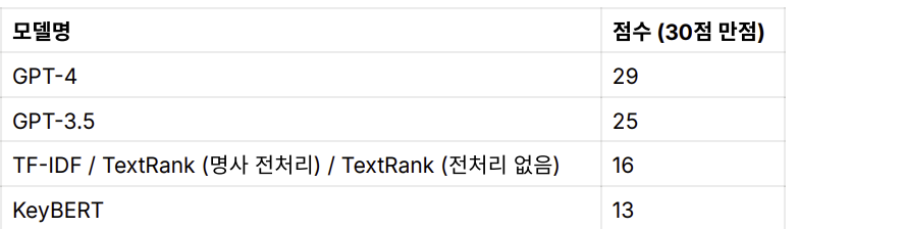 모델명 점수 (30점 만점)
GPT-4 29
GPT-3.5 25
TF-IDF / TextRank (명사 전처리) / TextRank (전처리 없음) 16
KeyBERT 13